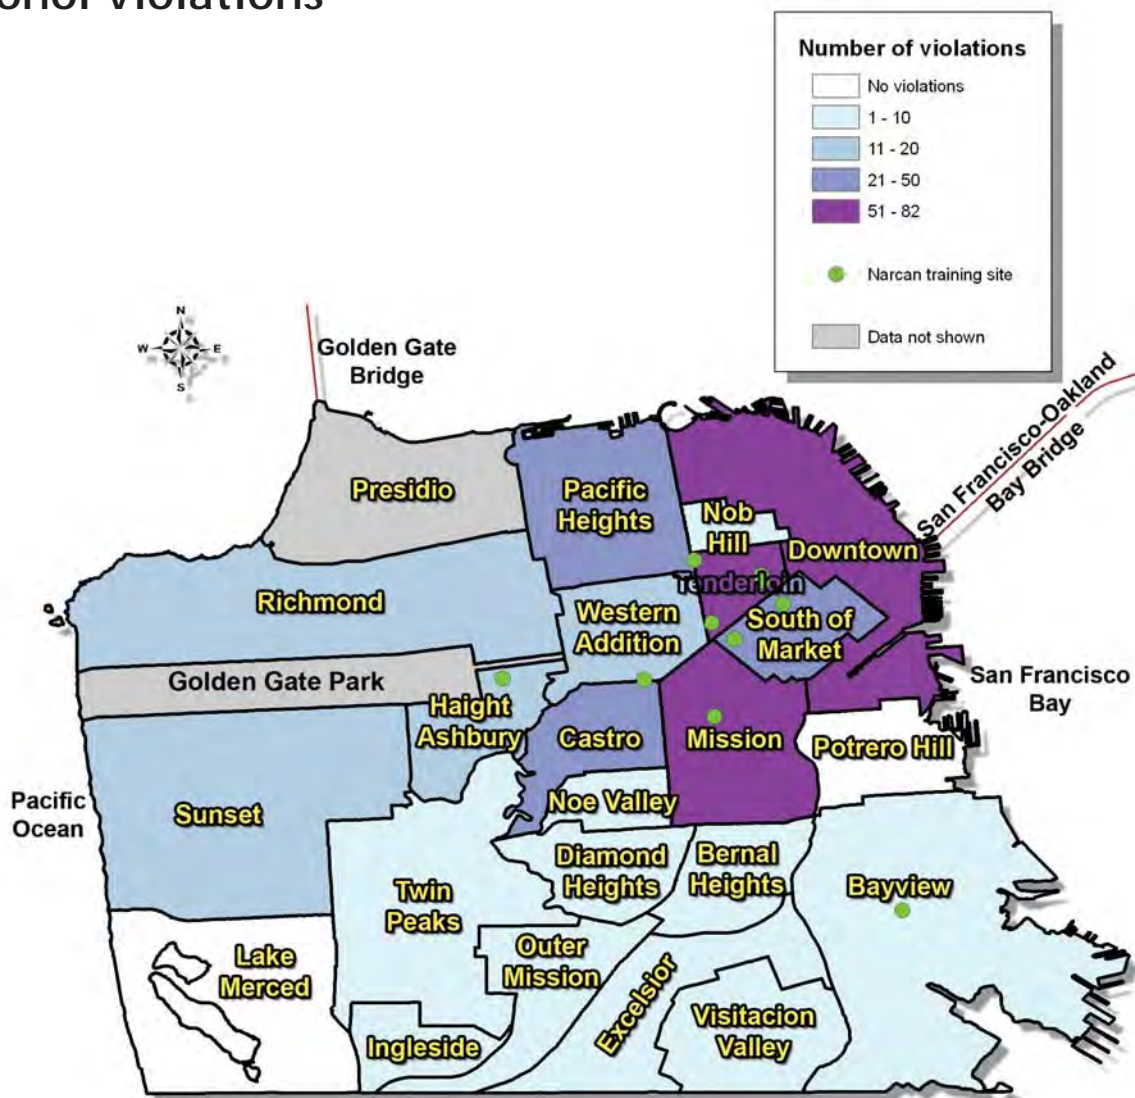 Violations
Number of violations
No violations
1 - 10
11 - 20
21 - 50
51 - 82
Narcan training site
Data not shown
N
W E
S
Golden Gate
Bridge
San Francisco-Oakland
Bay Bridge
Presidio
Pacific
Heights
Nob
Hill
Downtown
Tenderloin
Richmond
Western
Addition
South of
Market
Golden Gate Park
San Francisco
Bay
Haight
Ashbury
Castro
Mission
Potrero Hill
Pacific
Ocean
Sunset
Noe Valley
Diamond
Heights
Bernal
Heights
Bayview
Twin
Peaks
Lake
Merced
Outer
Mission
Excelsior
Visitacion
Valley
Ingleside